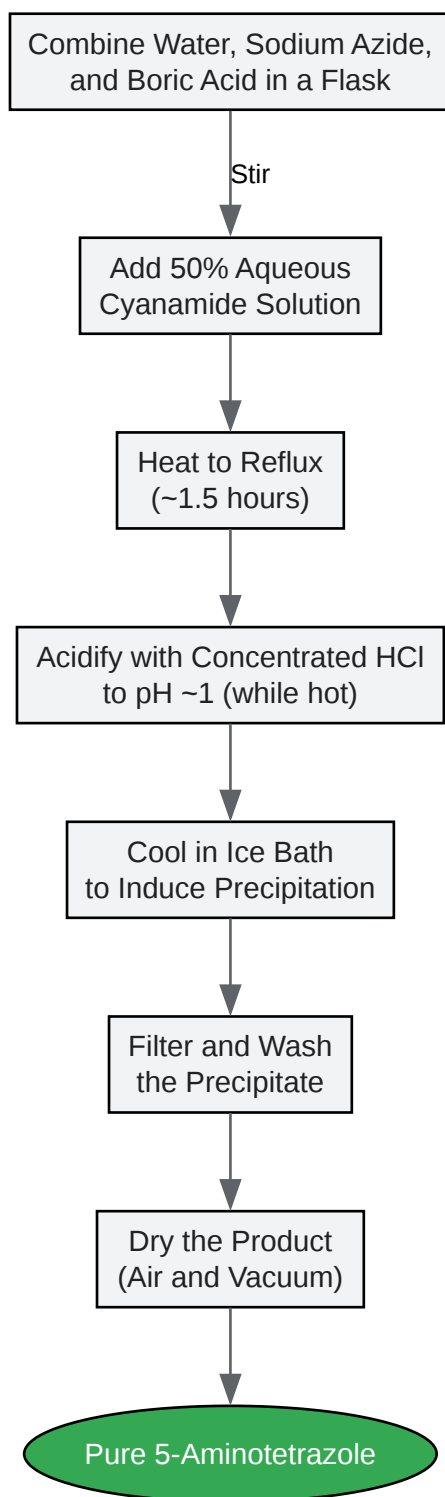 Combine Water, Sodium Azide,
and Boric Acid in a Flask
Stir
Add 50% Aqueous
Cyanamide Solution
Heat to Reflux
(~1.5 hours)
Acidify with Concentrated HCl
to pH ~1 (while hot)
Cool in Ice Bath
to Induce Precipitation
Filter and Wash
the Precipitate
Dry the Product
(Air and Vacuum)
Pure 5-Aminotetrazole